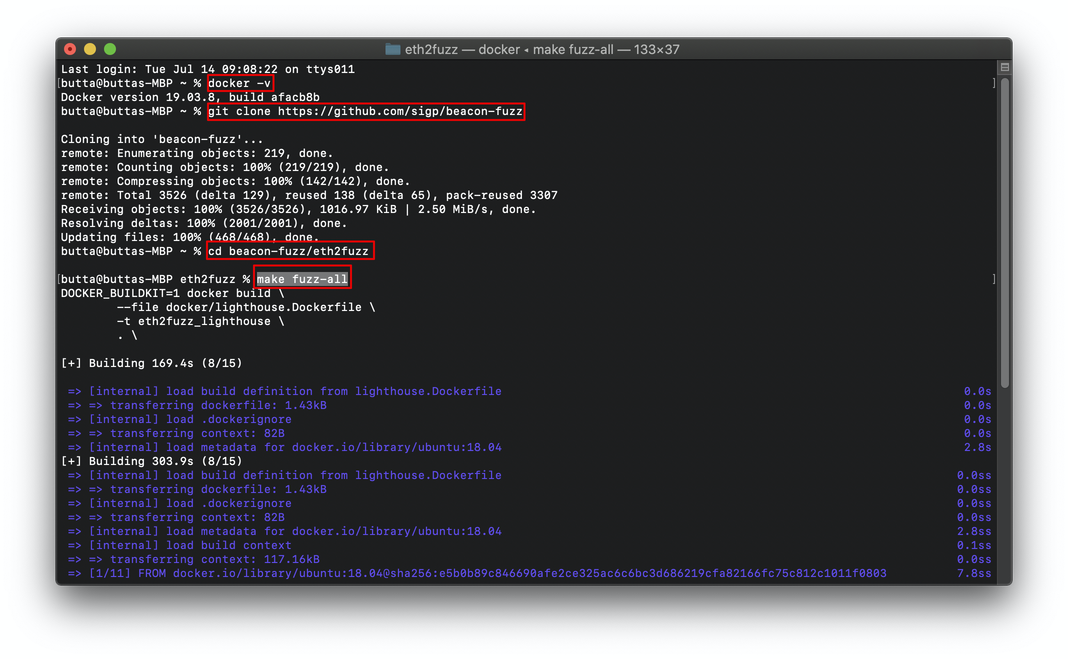 eth2fuzz — docker ◂ make fuzz-all — 133×37
Last login: Tue Jul 14 09:08:22 on ttys011
[butta@buttas-MBP ~ % docker -v ]
Docker version 19.03.8, build afacb8b
butta@buttas-MBP ~ % git clone https://github.com/sigp/beacon-fuzz
Cloning into 'beacon-fuzz'...
remote: Enumerating objects: 219, done.
remote: Counting objects: 100% (219/219), done.
remote: Compressing objects: 100% (142/142), done.
remote: Total 3526 (delta 129), reused 138 (delta 65), pack-reused 3307
Receiving objects: 100% (3526/3526), 1016.97 KiB | 2.50 MiB/s, done.
Resolving deltas: 100% (2001/2001), done.
Updating files: 100% (468/468), done.
butta@buttas-MBP ~ % cd beacon-fuzz/eth2fuzz
[butta@buttas-MBP eth2fuzz % make fuzz-all ]
DOCKER_BUILDKIT=1 docker build \
--file docker/lighthouse.Dockerfile \
-t eth2fuzz_lighthouse \
. \
[+] Building 169.4s (8/15)
=> [internal] load build definition from lighthouse.Dockerfile 0.0s
=> => transferring dockerfile: 1.43kB 0.0s
=> [internal] load .dockerignore 0.0s
=> => transferring context: 82B 0.0s
=> [internal] load metadata for docker.io/library/ubuntu:18.04 2.8s
[+] Building 303.9s (8/15)
=> [internal] load build definition from lighthouse.Dockerfile 0.0ss
=> => transferring dockerfile: 1.43kB 0.0ss
=> [internal] load .dockerignore 0.0ss
=> => transferring context: 82B 0.0ss
=> [internal] load metadata for docker.io/library/ubuntu:18.04 2.8ss
=> [internal] load build context 0.1ss
=> => transferring context: 117.16kB 0.0ss
=> [1/11] FROM docker.io/library/ubuntu:18.04@sha256:e5b0b89c846690afe2ce325ac6c6bc3d686219cfa82166fc75c812c1011f0803 7.8ss